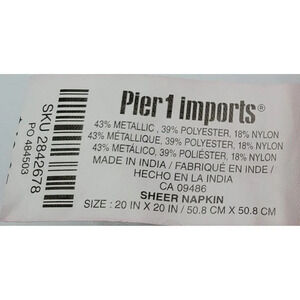 Pier 1 imports®
43% METALLIC, 39% POLYESTER, 18% NYLON
43% MÉTALLIQUE, 39% POLYESTER, 18% NYLON
43% METÁLICO, 39% POLIÉSTER, 18% NYLON
MADE IN INDIA / FABRIQUÉ EN INDE /
HECHO EN LA INDIA
CA 09486
SHEER NAPKIN
SIZE : 20 IN X 20 IN / 50.8 CM X 50.8 CM
SKU 2842678
PO 484503